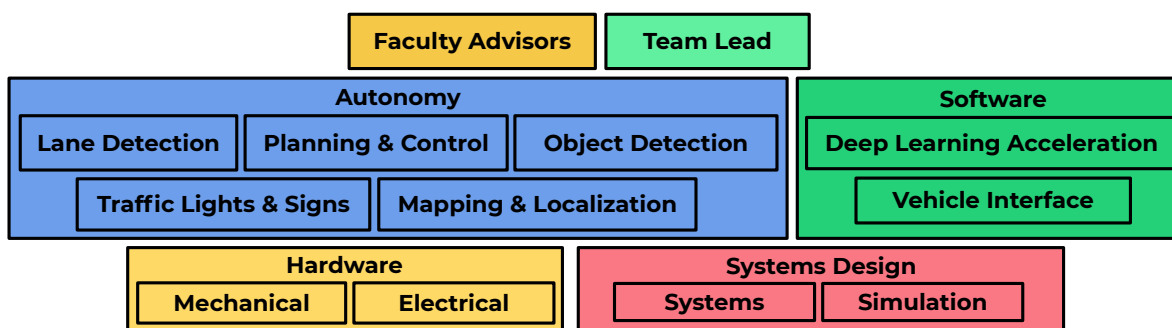 Faculty Advisors
Team Lead
Autonomy
Lane Detection
Planning & Control
Object Detection
Traffic Lights & Signs
Mapping & Localization
Software
Deep Learning Acceleration
Vehicle Interface
Hardware
Mechanical
Electrical
Systems Design
Systems
Simulation